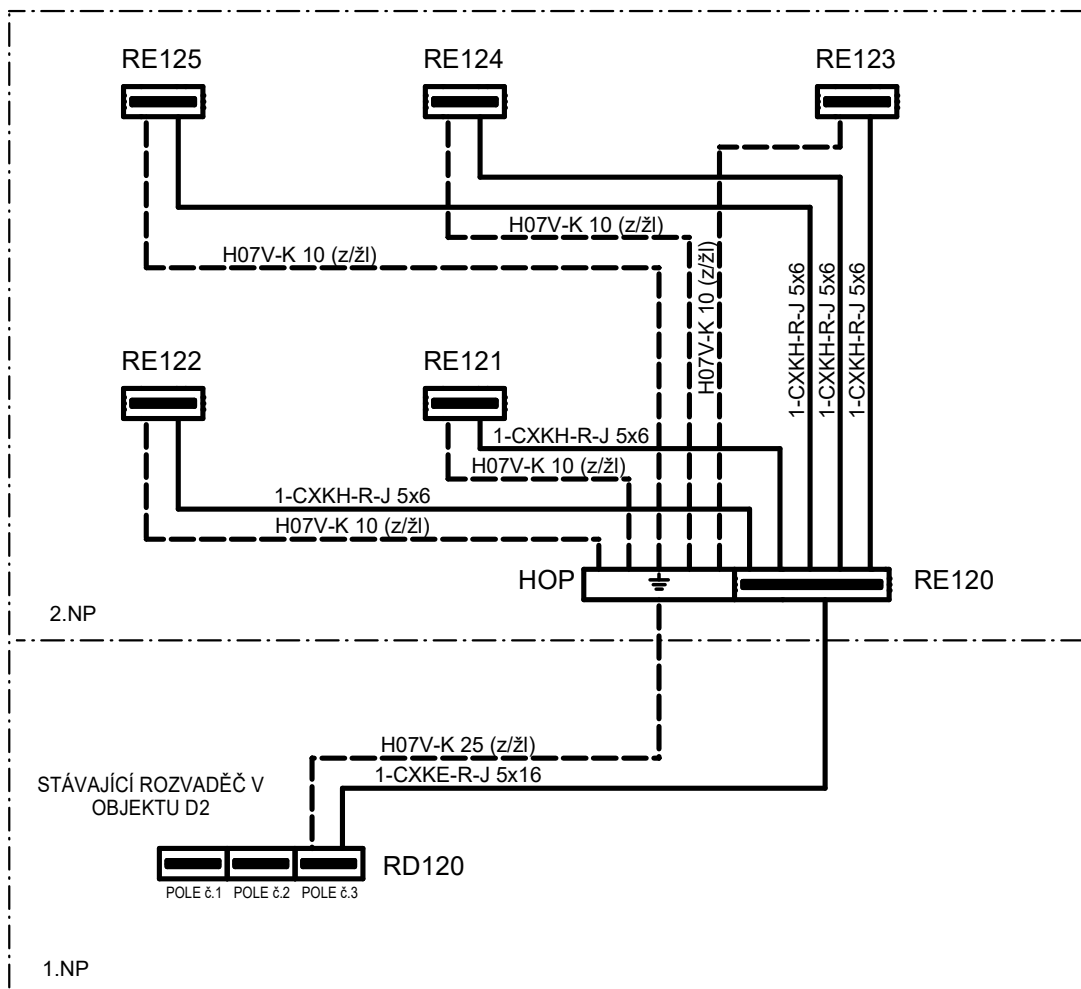 RE125
RE124
RE123
H07V-K 10 (z/žl)
H07V-K 10 (z/žl)
H07V-K 10 (z/žl)
1-CXKH-R-J 5x6
1-CXKH-R-J 5x6
1-CXKH-R-J 5x6
RE122
RE121
1-CXKH-R-J 5x6
H07V-K 10 (z/žl)
1-CXKH-R-J 5x6
H07V-K 10 (z/žl)
HOP
RE120
2.NP
H07V-K 25 (z/žl)
1-CXKE-R-J 5x16
STÁVAJÍCÍ ROZVADĚČ V
OBJEKTU D2
RD120
POLE č.1 POLE č.2 POLE č.3
1.NP